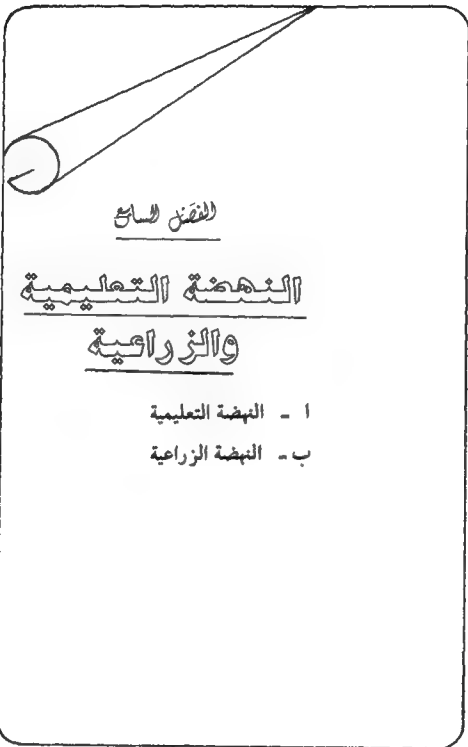 الفصل السابع
النهضة التعليمية
والزراعية
ا - النهضة التعليمية
ب - النهضة الزراعية